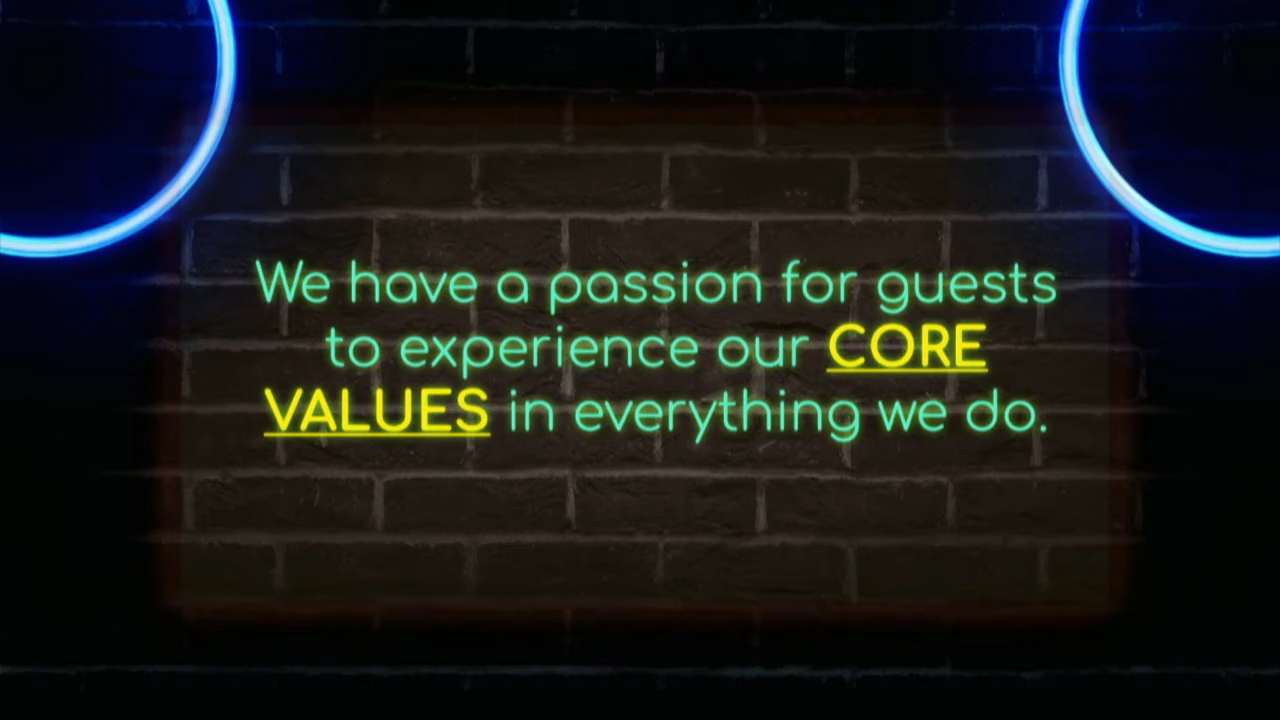 We have a passion for guests
to experience our CORE
VALUES in everything we do.